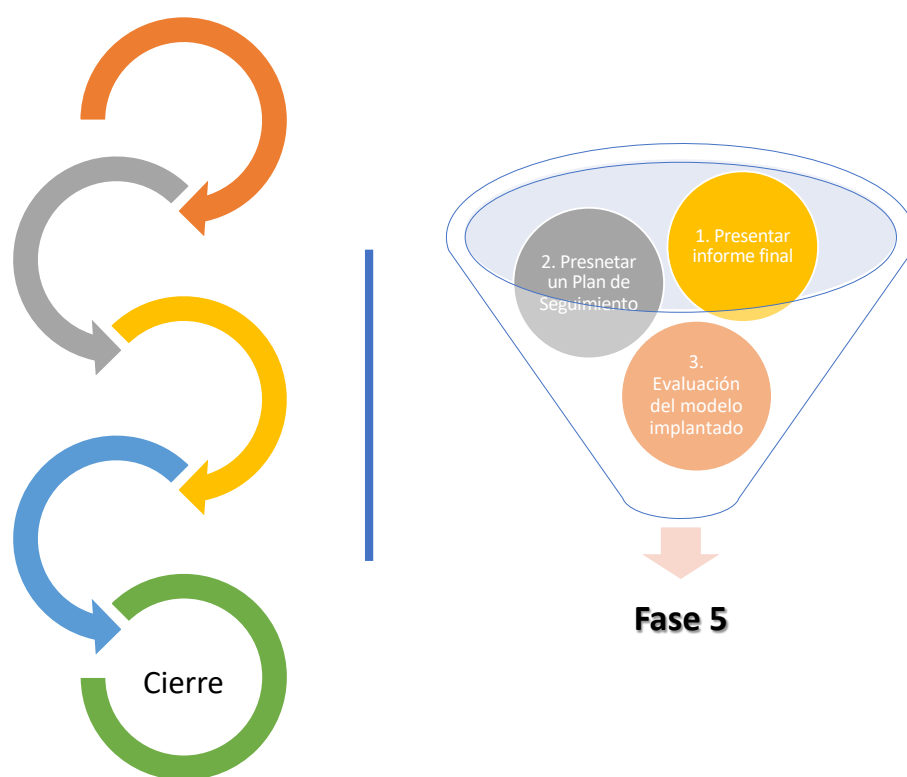 1. Presentar
informe final
2. Presnetar
un Plan de
Seguimiento
3.
Evaluación
del modelo
implantado
Fase 5
Cierre